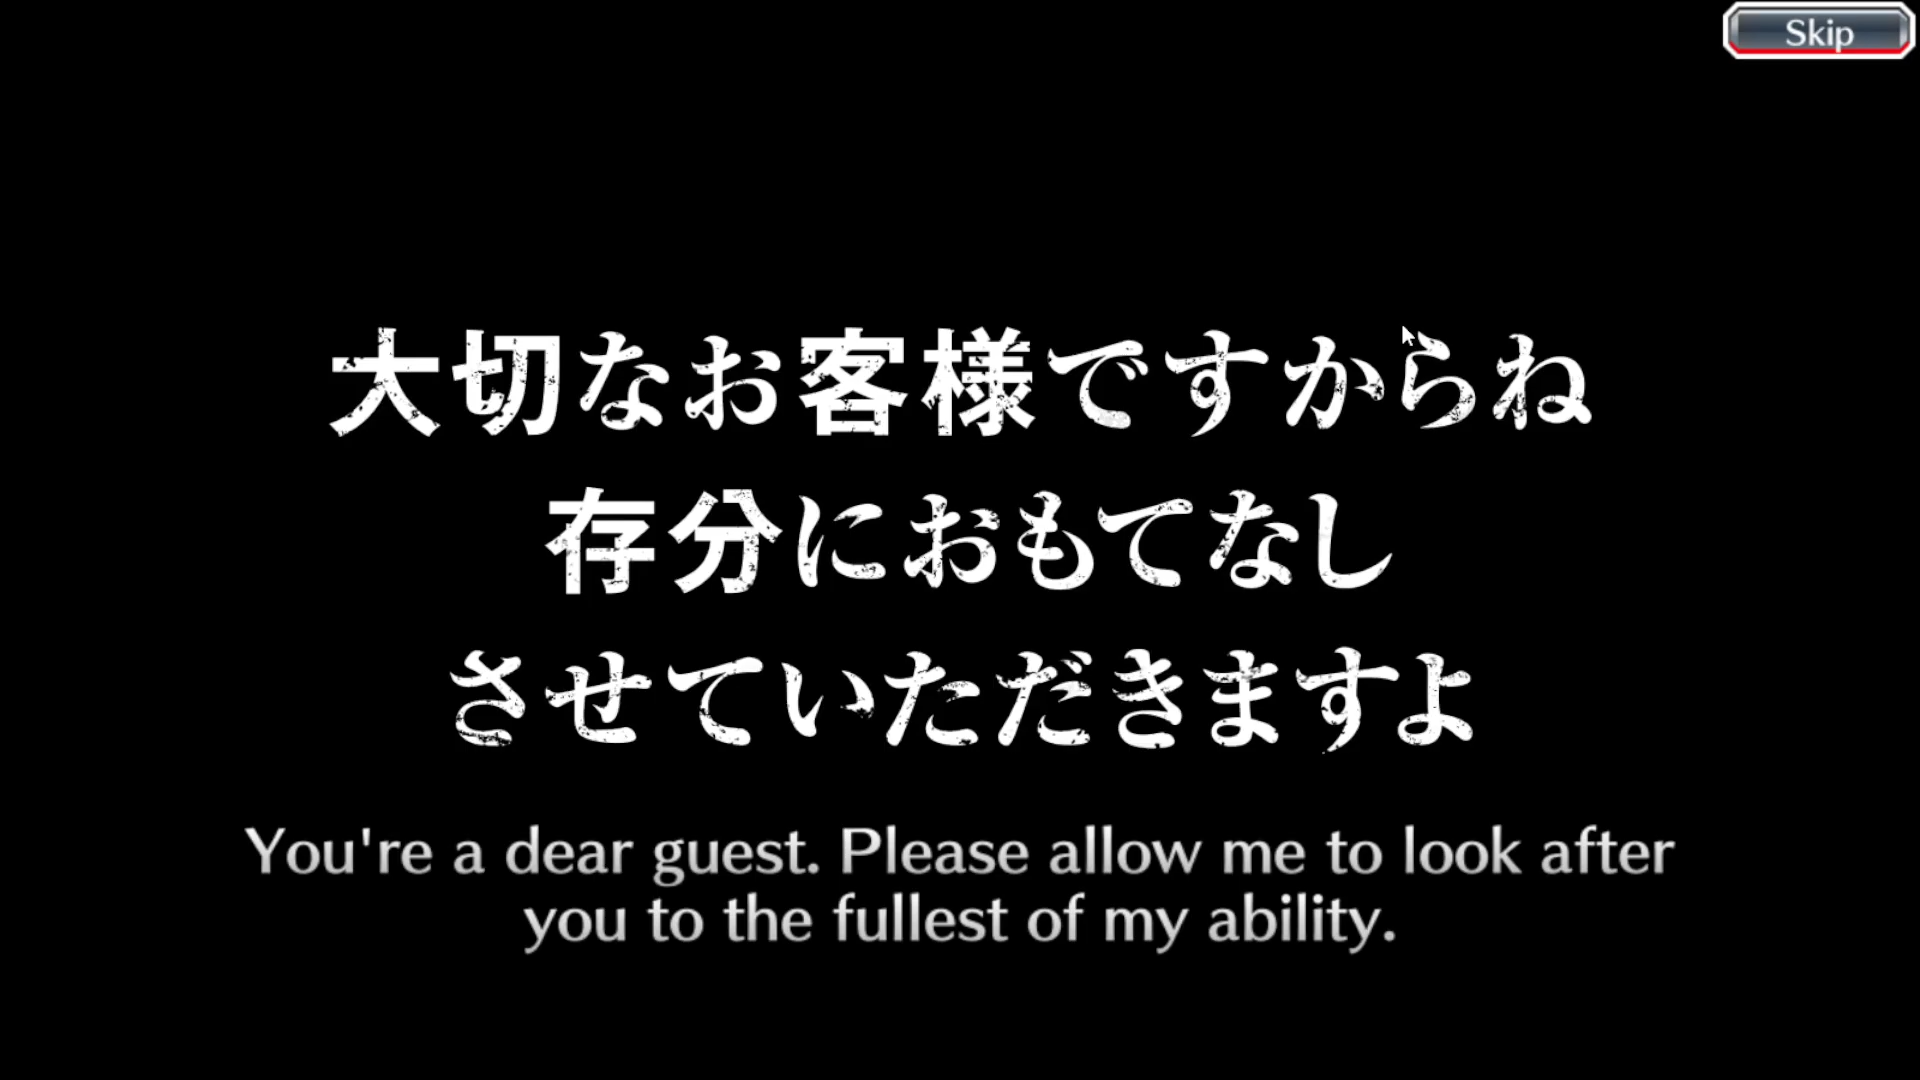 Skip
大切なお客様ですからね
存分におもてなし
させていただきますよ
You're a dear guest. Please allow me to look after
you to the fullest of my ability.